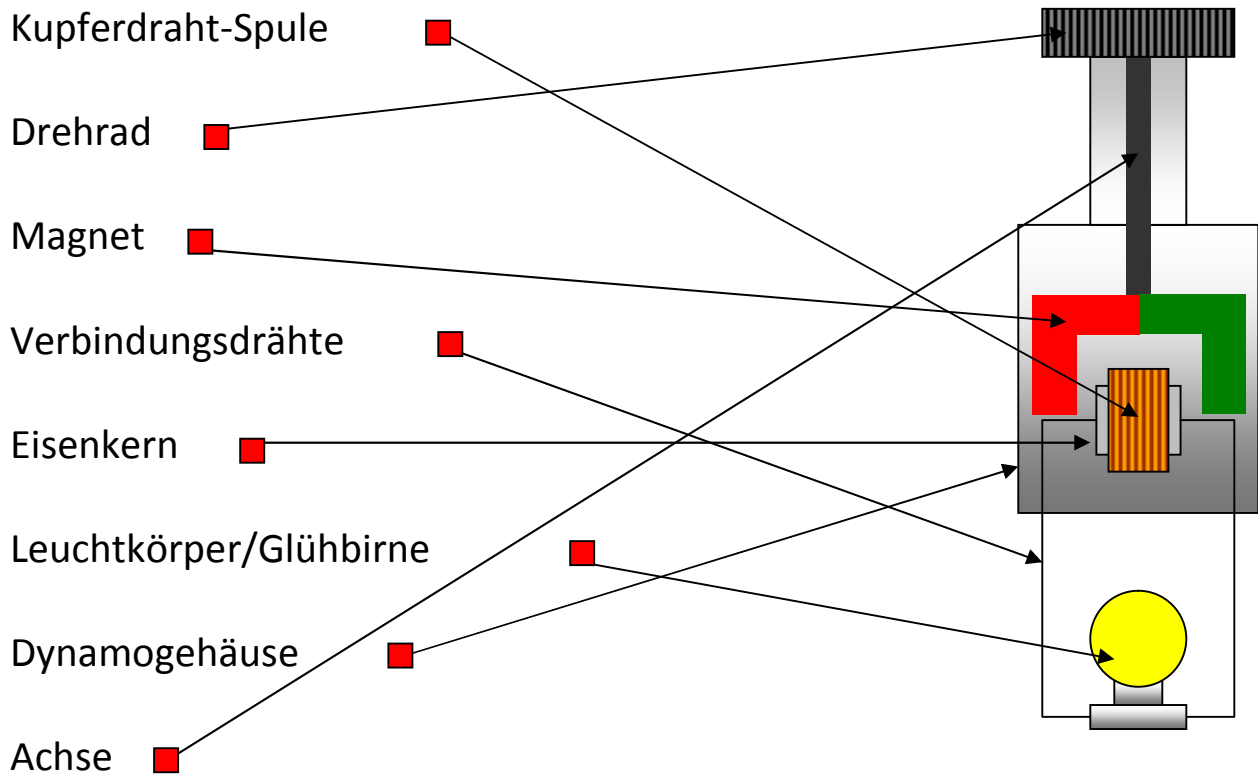 Kupferdraht-Spule
Drehrad
Magnet
Verbindungsdrähte
Eisenkern
Leuchtkörper/Glühbirne
Dynamogehäuse
Achse